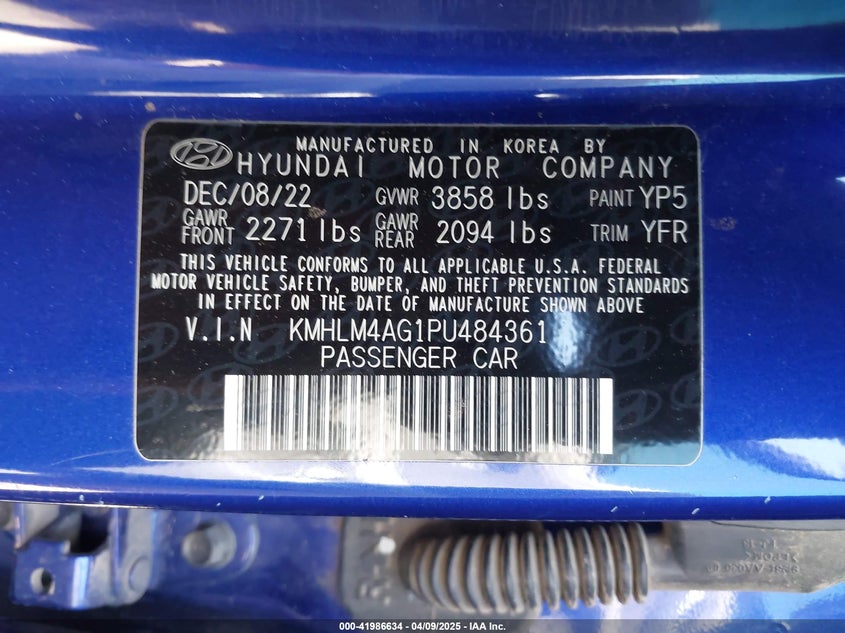 MANUFACTURED IN KOREA BY
HYUNDAI MOTOR COMPANY
DEC/08/22 GVWR 3858 lbs PAINT YP5
GAWR FRONT 2271 lbs GAWR REAR 2094 lbs TRIM YFR
THIS VEHICLE CONFORMS TO ALL APPLICABLE U.S.A. FEDERAL
MOTOR VEHICLE SAFETY, BUMPER, AND THEFT PREVENTION STANDARDS
IN EFFECT ON THE DATE OF MANUFACTURE SHOWN ABOVE
V.I.N KMHLM4AG1PU484361
PASSENGER CAR
000-41986634 / 04/09/2025 - IAA Inc.